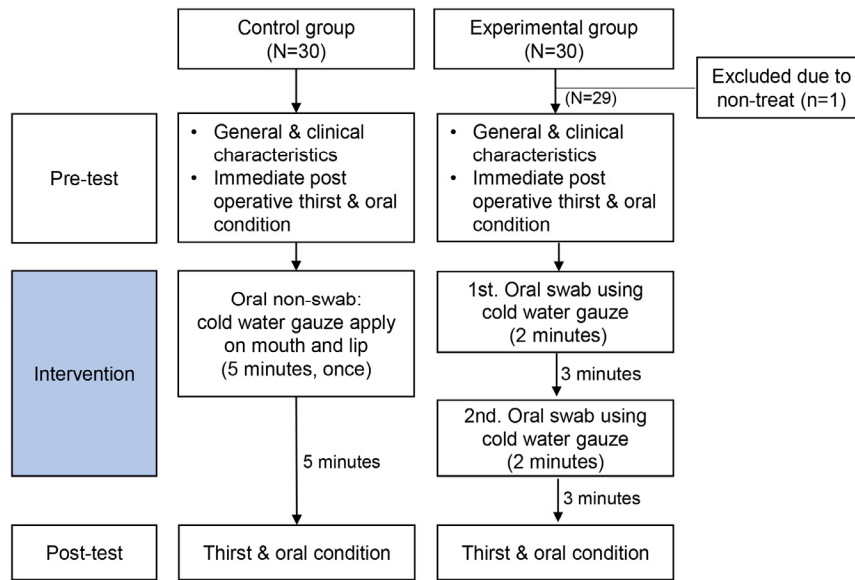 Control group
(N=30)
Experimental group
(N=30)
Excluded due to
non-treat (n=1)
(N=29)
Pre-test
• General & clinical
characteristics
• Immediate post
operative thirst & oral
condition
• General & clinical
characteristics
• Immediate post
operative thirst & oral
condition
Intervention
Oral non-swab:
cold water gauze apply
on mouth and lip
(5 minutes, once)
1st. Oral swab using
cold water gauze
(2 minutes)
3 minutes
2nd. Oral swab using
cold water gauze
(2 minutes)
5 minutes
3 minutes
Post-test
Thirst & oral condition
Thirst & oral condition